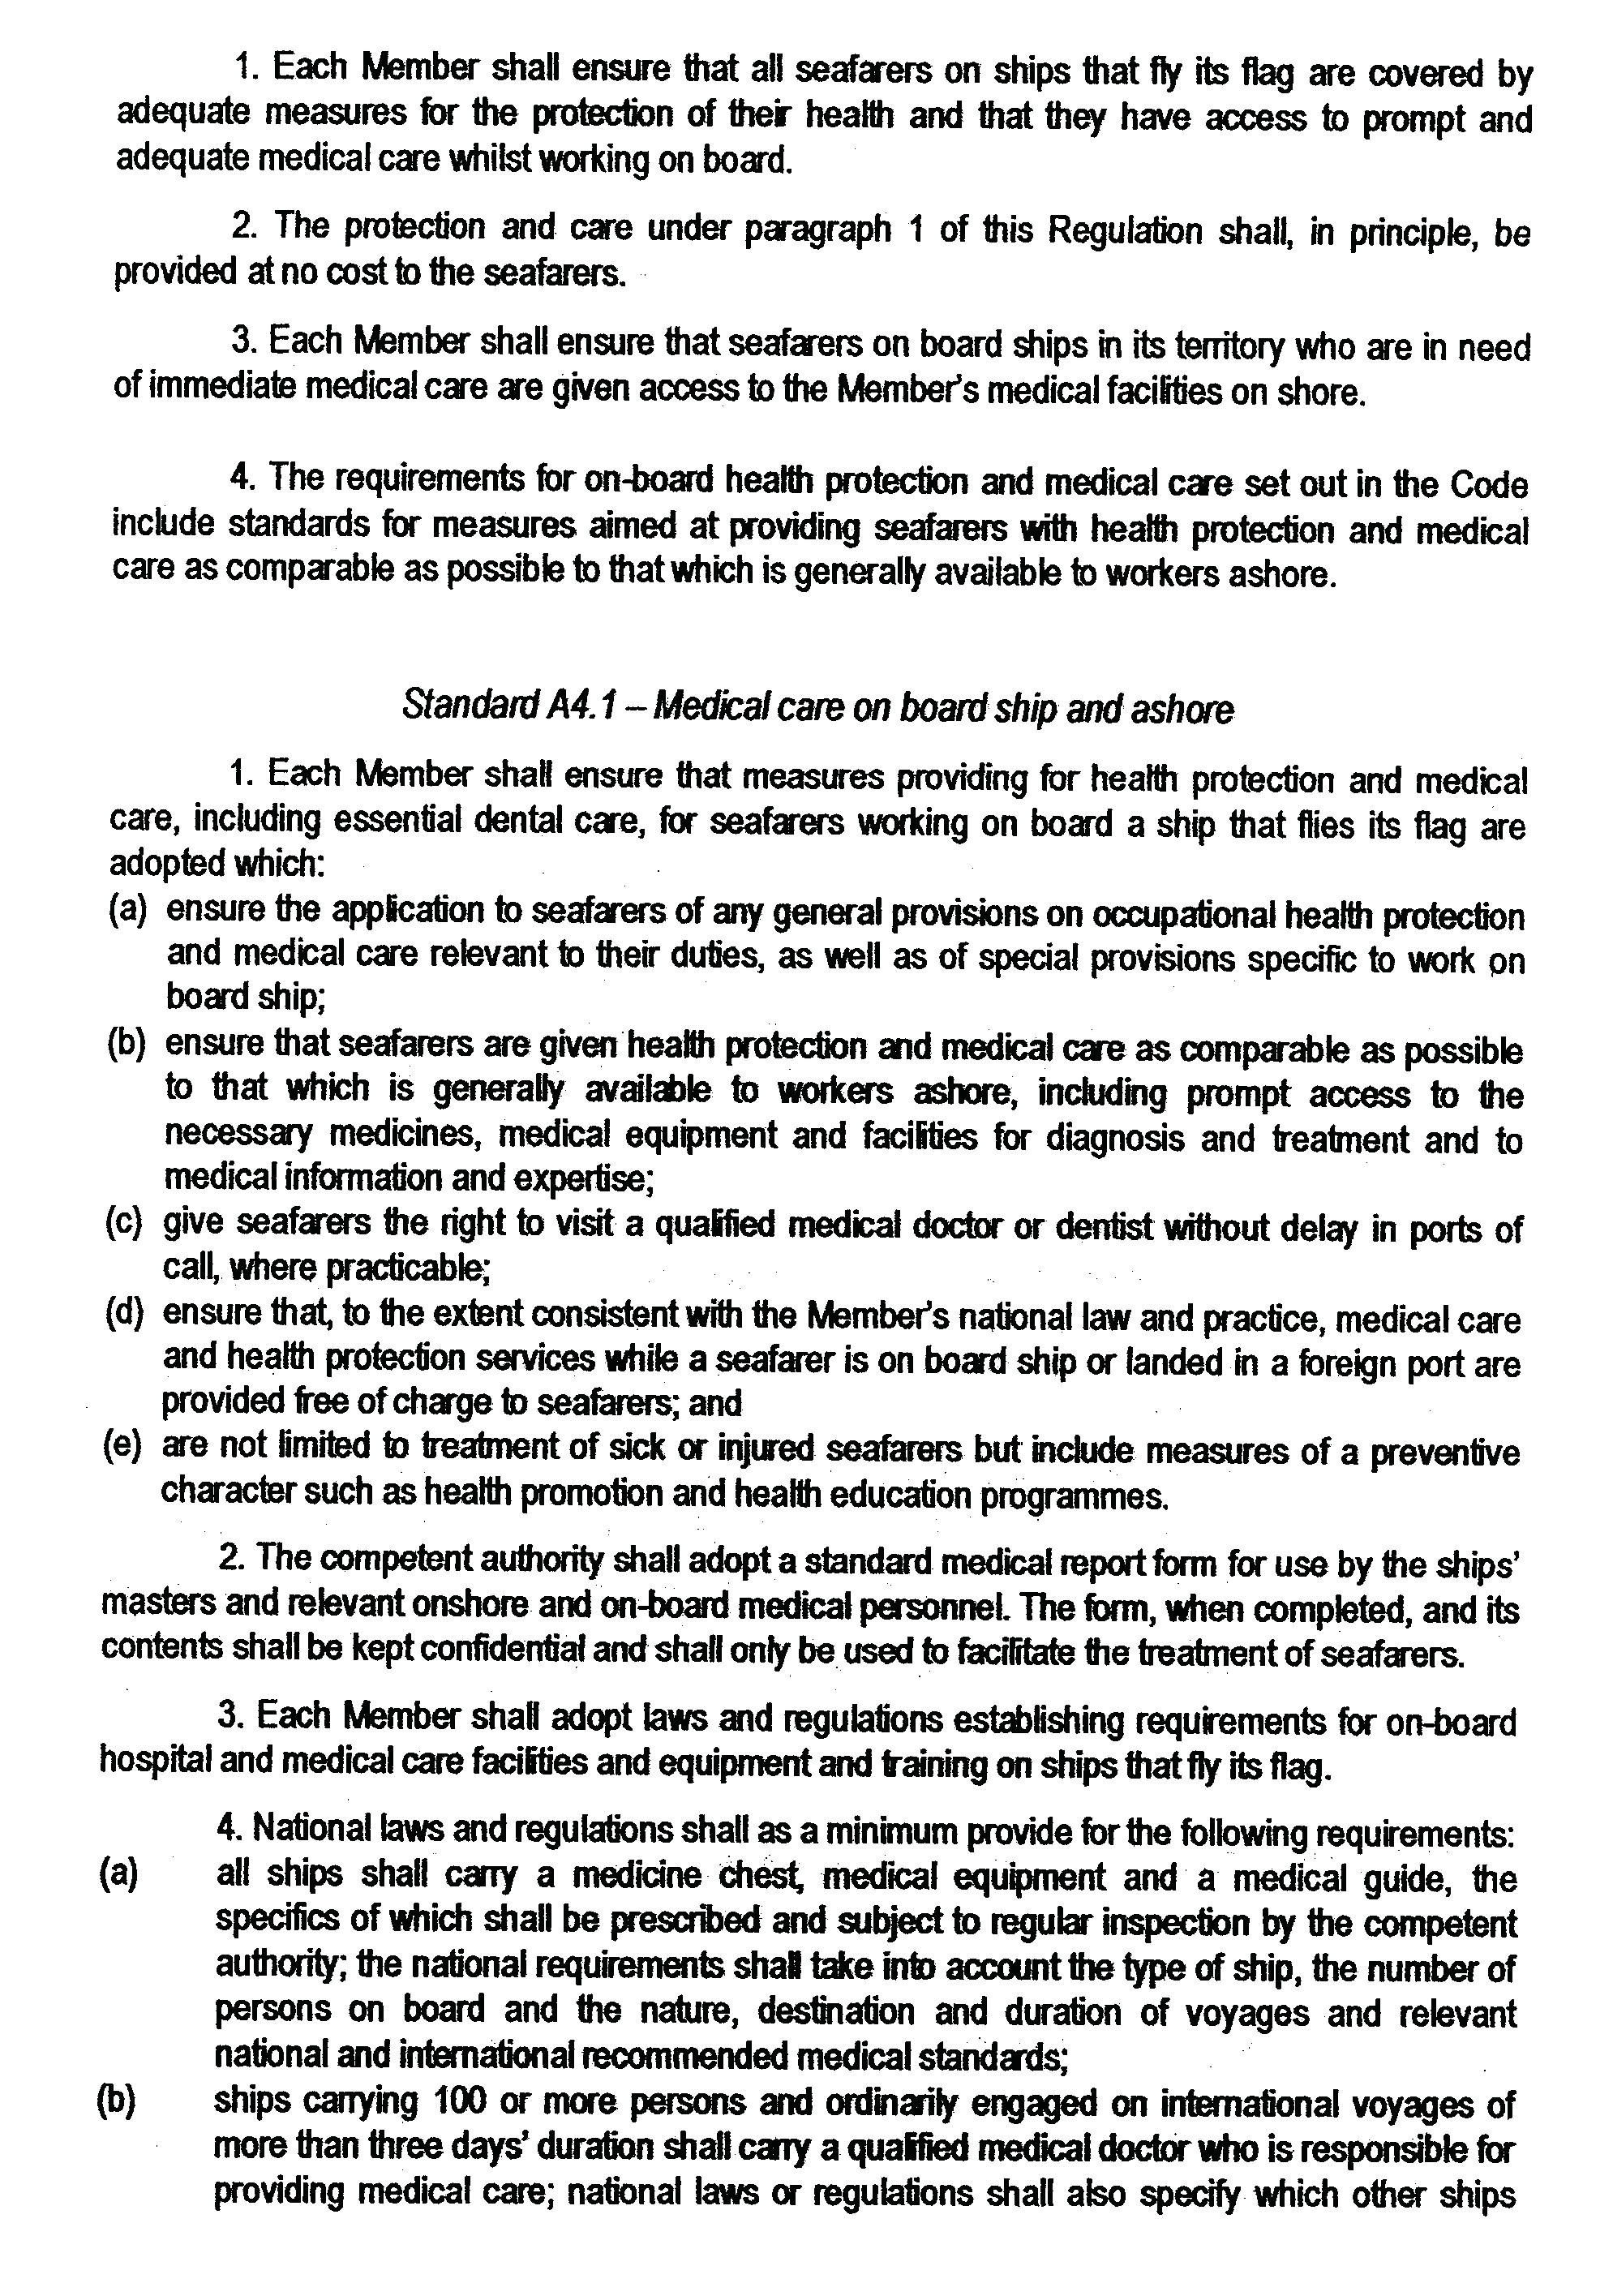 1. Each Member shall ensure that all seafarers on ships that fly its flag are covered by
adequate measures for the protection of their health and that they have access to prompt and
adequate medical care whilst working on board.
2. The protection and care under paragraph 1 of this Regulation shall, in principle, be
provided at no cost to the seafarers.
3. Each Member shall ensure that seafarers on board ships in its territory who are in need
of immediate medical care are given access to the Member's medical facilities on shore.
4. The requirements for on-board health protection and medical care set out in the Code
include standards for measures aimed at providing seafarers with health protection and medical
care as comparable as possible to that which is generally available to workers ashore.
Standard A4.1 – Medical care on board ship and ashore
1. Each Member shall ensure that measures providing for health protection and medical
care, including essential dental care, for seafarers working on board a ship that flies its flag are
adopted which:
(a) ensure the application to seafarers of any general provisions on occupational health protection
and medical care relevant to their duties, as well as of special provisions specific to work on
board ship;
(b) ensure that seafarers are given health protection and medical care as comparable as possible
to that which is generally available to workers ashore, including prompt access to the
necessary medicines, medical equipment and facilities for diagnosis and treatment and to
medical information and expertise;
(c) give seafarers the right to visit a qualified medical doctor or dentist without delay in ports of
call, where practicable;
(d) ensure that, to the extent consistent with the Member's national law and practice, medical care
and health protection services while a seafarer is on board ship or landed in a foreign port are
provided free of charge to seafarers; and
(e) are not limited to treatment of sick or injured seafarers but include measures of a preventive
character such as health promotion and health education programmes.
2. The competent authority shall adopt a standard medical report form for use by the ships'
masters and relevant onshore and on-board medical personnel. The form, when completed, and its
contents shall be kept confidential and shall only be used to facilitate the treatment of seafarers.
3. Each Member shall adopt laws and regulations establishing requirements for on-board
hospital and medical care facilities and equipment and training on ships that fly its flag.
4. National laws and regulations shall as a minimum provide for the following requirements:
(a) all ships shall carry a medicine chest, medical equipment and a medical guide, the
specifics of which shall be prescribed and subject to regular inspection by the competent
authority; the national requirements shall take into account the type of ship, the number of
persons on board and the nature, destination and duration of voyages and relevant
national and international recommended medical standards;
(b) ships carrying 100 or more persons and ordinarily engaged on international voyages of
more than three days' duration shall carry a qualified medical doctor who is responsible for
providing medical care; national laws or regulations shall also specify which other ships